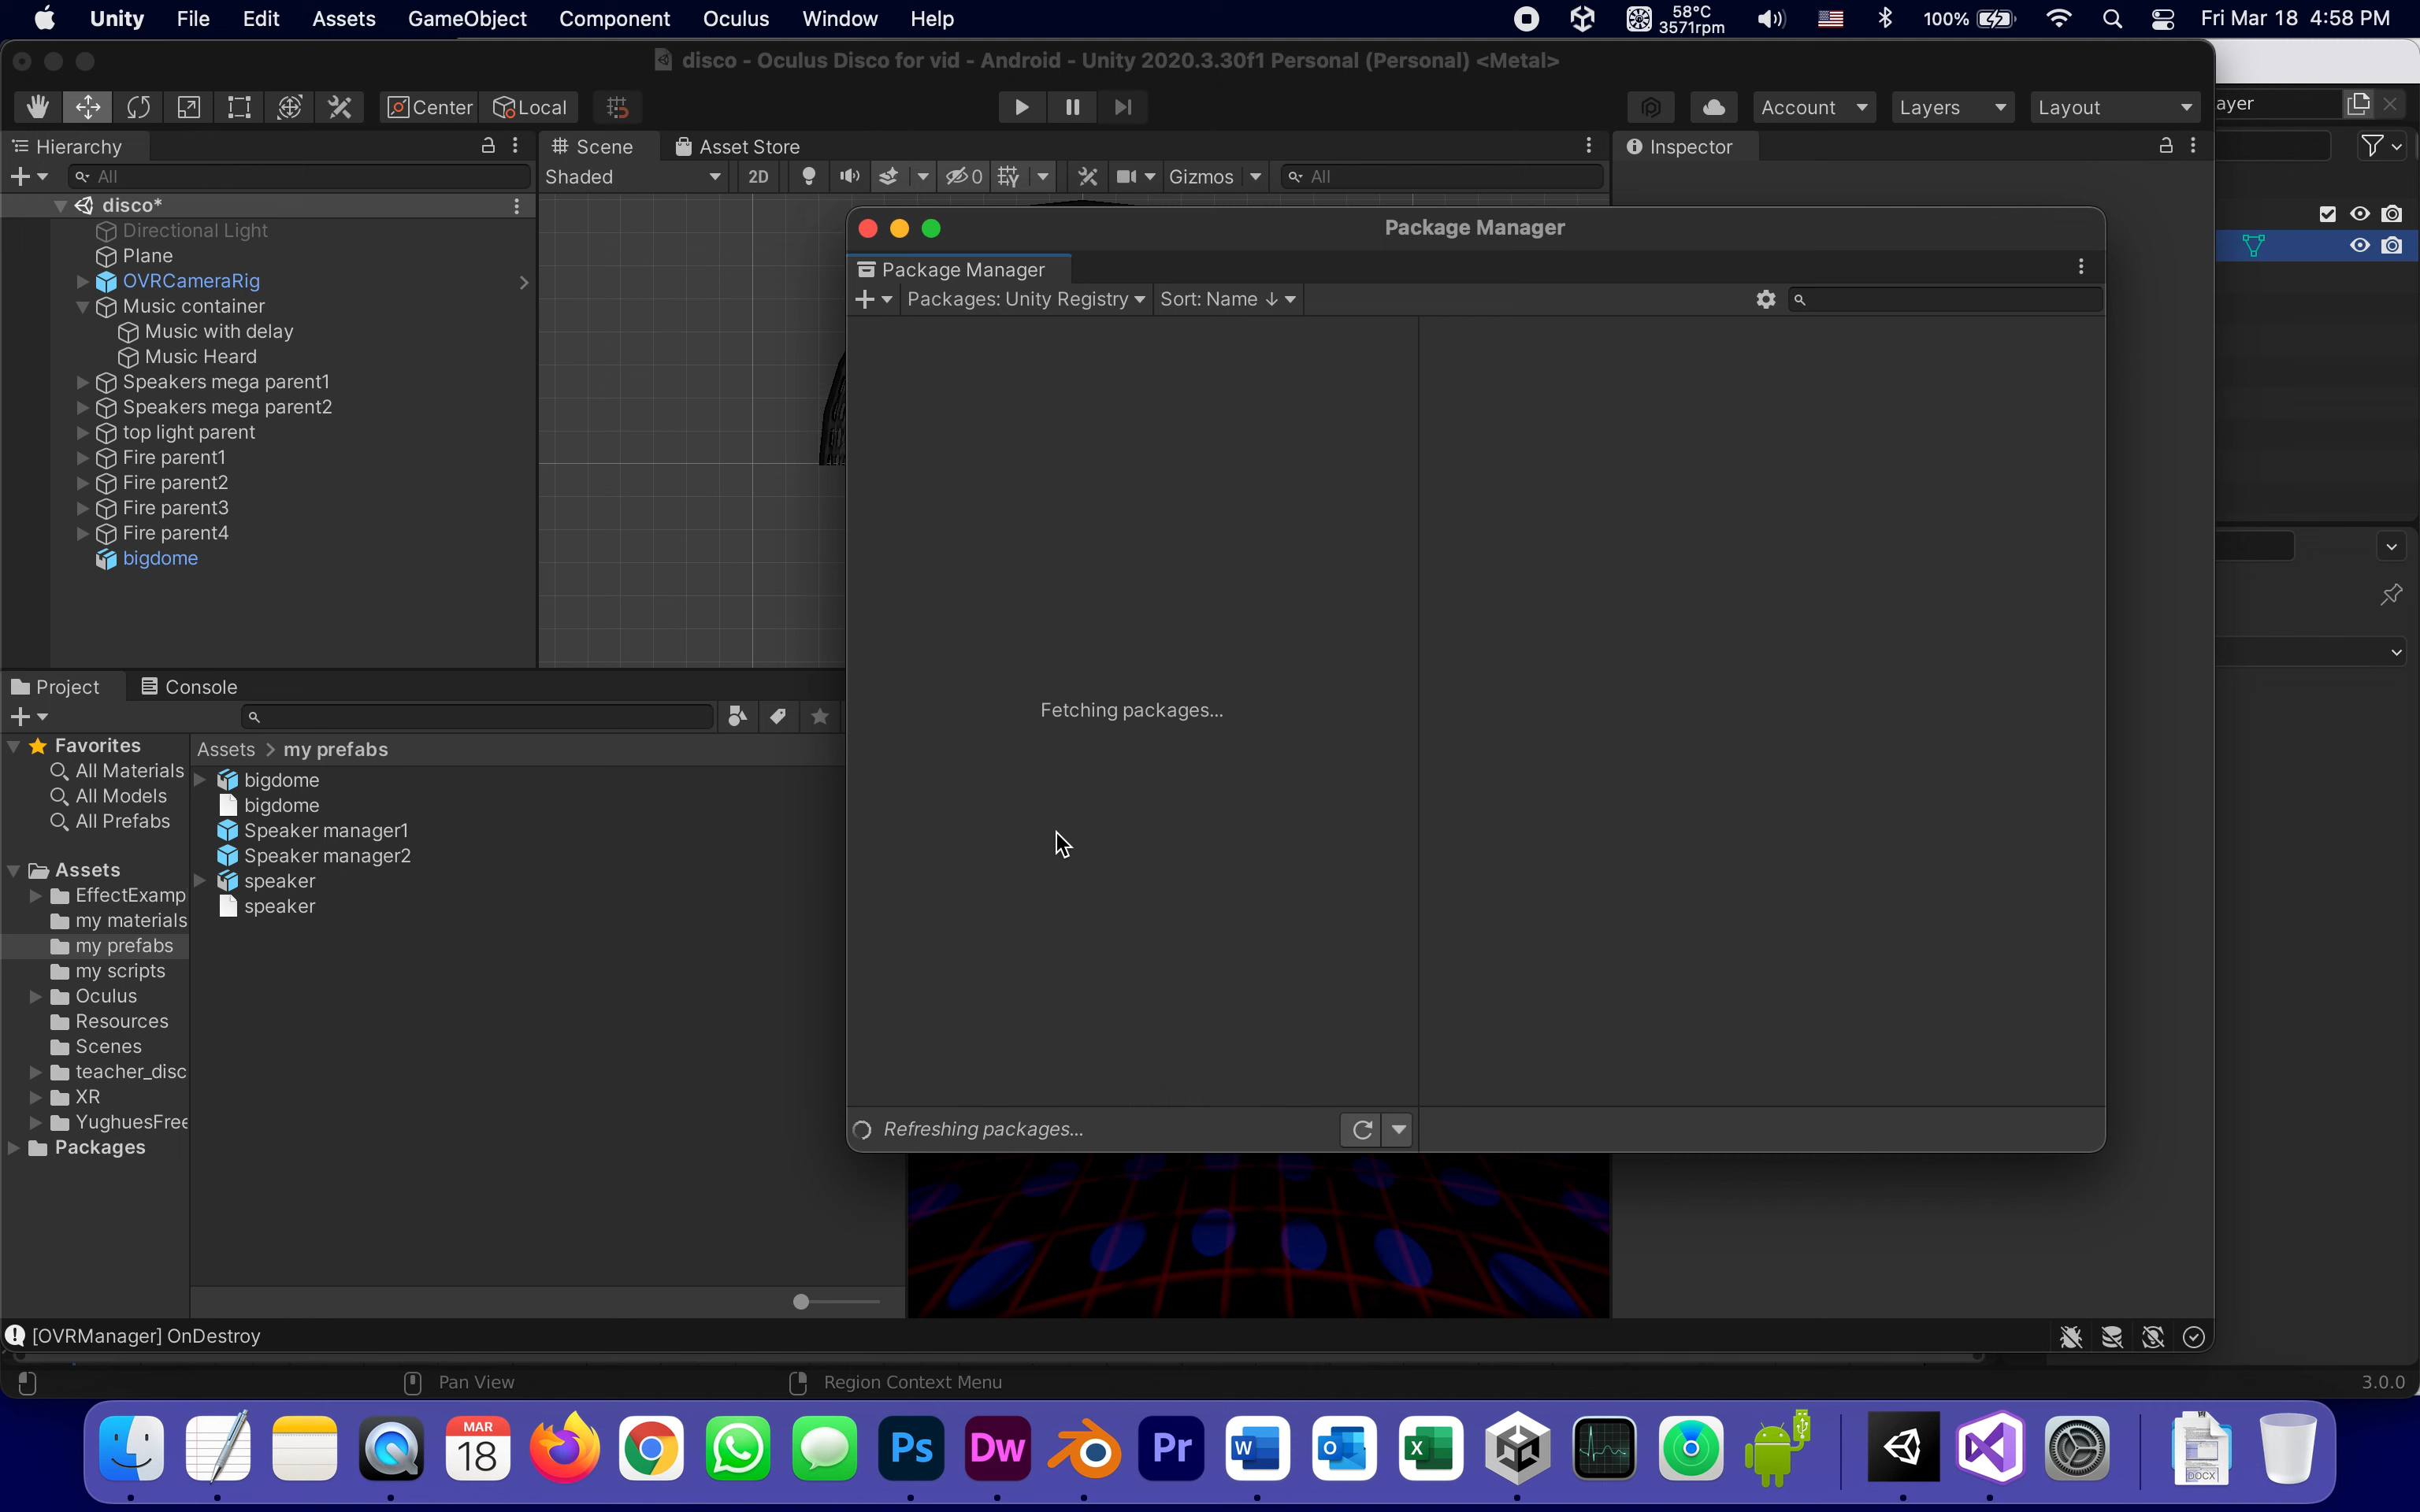 Unity File Edit Assets GameObject Component Oculus Window Help 58°C 3571rpm 100% Fri Mar 18 4:58 PM
disco - Oculus Disco for vid - Android - Unity 2020.3.30f1 Personal (Personal) <Metal>
Center Local Account Layers Layout ayer
Hierarchy Scene Asset Store Inspector
All Shaded 2D 0 Gizmos All
disco*
Directional Light
Plane
OVRCameraRig
Music container
Music with delay
Music Heard
Speakers mega parent1
Speakers mega parent2
top light parent
Fire parent1
Fire parent2
Fire parent3
Fire parent4
bigdome
Package Manager
Package Manager
Packages: Unity Registry Sort: Name ↓
Fetching packages...
Refreshing packages...
Project Console
Favorites
All Materials
All Models
All Prefabs
Assets
EffectExamp
my materials
my prefabs
my scripts
Oculus
Resources
Scenes
teacher_disc
XR
YughuesFree
Packages
Assets > my prefabs
bigdome
bigdome
Speaker manager1
Speaker manager2
speaker
speaker
[OVRManager] OnDestroy
Pan View Region Context Menu 3.0.0
MAR
18
Ps Dw Pr W O X
DOCX